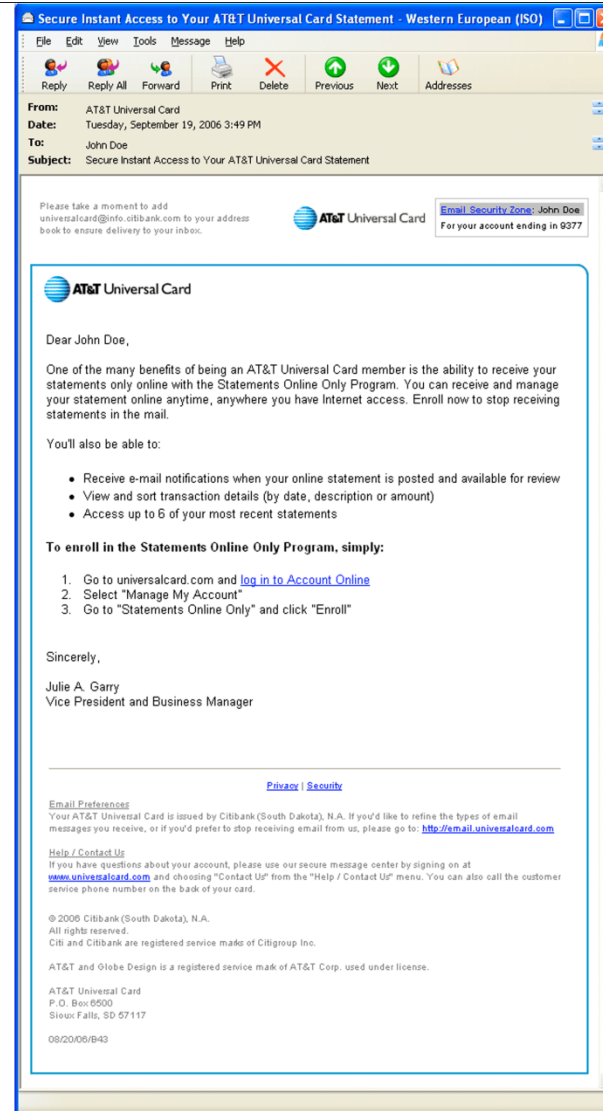 Secure Instant Access to Your AT&T Universal Card Statement - Western European (ISO)
File Edit View Tools Message Help
Reply Reply All Forward Print Delete Previous Next Addresses
From: AT&T Universal Card
Date: Tuesday, September 19, 2006 3:49 PM
To: John Doe
Subject: Secure Instant Access to Your AT&T Universal Card Statement
Please take a moment to add
universalcard@info.citibank.com to your address
book to ensure delivery to your inbox.
AT&T Universal Card
Email Security Zone: John Doe
For your account ending in 9377
AT&T Universal Card
Dear John Doe,
One of the many benefits of being an AT&T Universal Card member is the ability to receive your
statements only online with the Statements Online Only Program. You can receive and manage
your statement online anytime, anywhere you have Internet access. Enroll now to stop receiving
statements in the mail.
You'll also be able to:
• Receive e-mail notifications when your online statement is posted and available for review
• View and sort transaction details (by date, description or amount)
• Access up to 6 of your most recent statements
To enroll in the Statements Online Only Program, simply:
1. Go to universalcard.com and log in to Account Online
2. Select "Manage My Account"
3. Go to "Statements Online Only" and click "Enroll"
Sincerely,
Julie A. Garry
Vice President and Business Manager
Privacy | Security
Email Preferences
Your AT&T Universal Card is issued by Citibank (South Dakota), N.A. If you'd like to refine the types of email
messages you receive, or if you'd prefer to stop receiving email from us, please go to: http://email.universalcard.com
Help / Contact Us
If you have questions about your account, please use our secure message center by signing on at
www.universalcard.com and choosing "Contact Us" from the "Help / Contact Us" menu. You can also call the customer
service phone number on the back of your card.
© 2006 Citibank (South Dakota), N.A.
All rights reserved.
Citi and Citibank are registered service marks of Citigroup Inc.
AT&T and Globe Design is a registered service mark of AT&T Corp. used under license.
AT&T Universal Card
P.O. Box 6500
Sioux Falls, SD 57117
08/20/06/B43